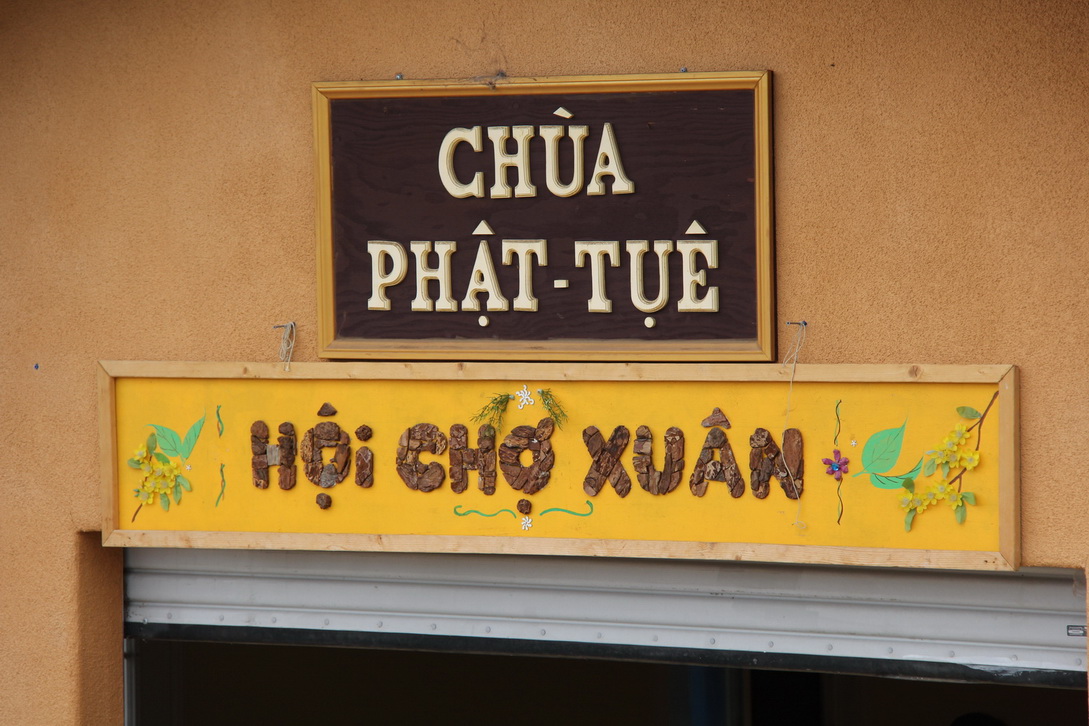 CHÙA
PHẬT-TUỆ
HỘi CHỢ XUÂN